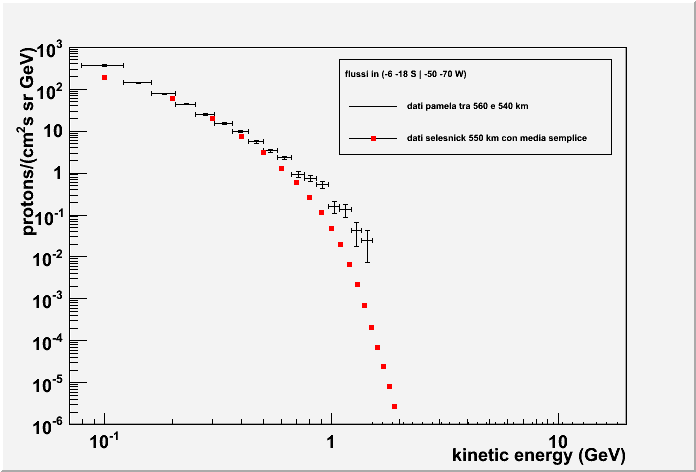 protons/(cm²s sr GeV)
10³
10²
10
1
10⁻¹
10⁻²
10⁻³
10⁻⁴
10⁻⁵
10⁻⁶
flussi in (-6 -18 S | -50 -70 W)
dati pamela tra 560 e 540 km
dati selesnick 550 km con media semplice
10⁻¹ 1 10
kinetic energy (GeV)